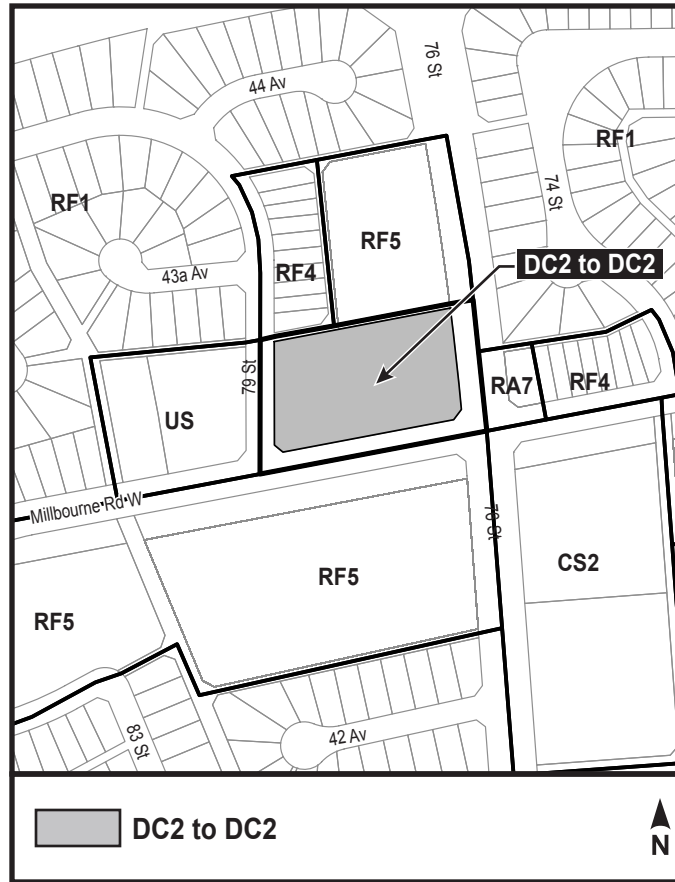 76 St
44 Av
RF1
RF1
74 St
RF5
43a Av
RF4
DC2 to DC2
79 St
RA7
RF4
US
Millbourne Rd W
76 St
CS2
RF5
RF5
83 St
42 Av
DC2 to DC2
N